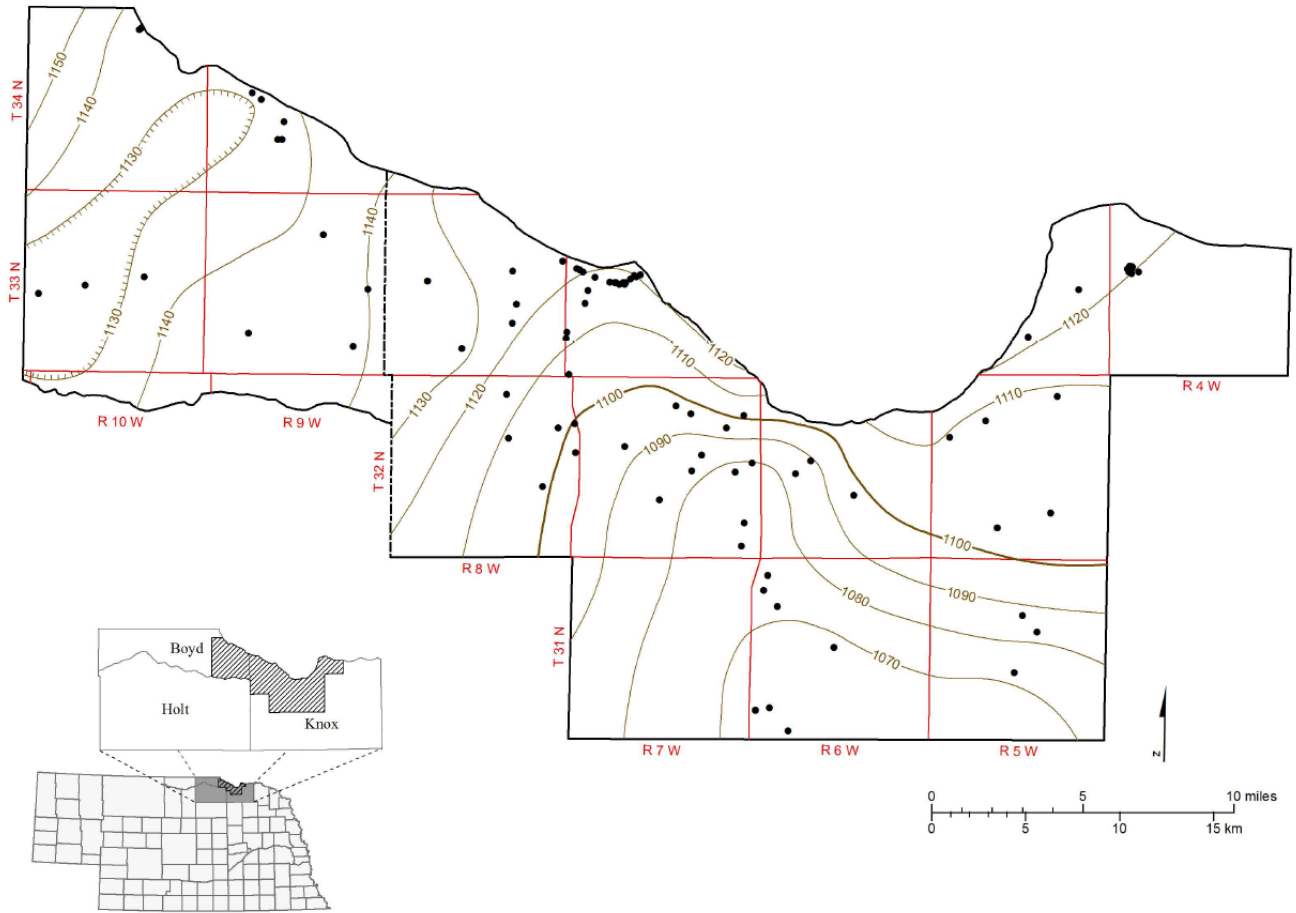 1150
1140
T 34 N
1130
1140
1130
1140
T 33 N
1120
1120
1110
1130
1120
1110
R 4 W
1100
R 10 W
R 9 W
1090
T 32 N
1100
R 8 W
1090
1080
T 31 N
1070
R 7 W
R 6 W
R 5 W
N
Boyd
Holt
Knox
0 5 10 miles
0 5 10 15 km